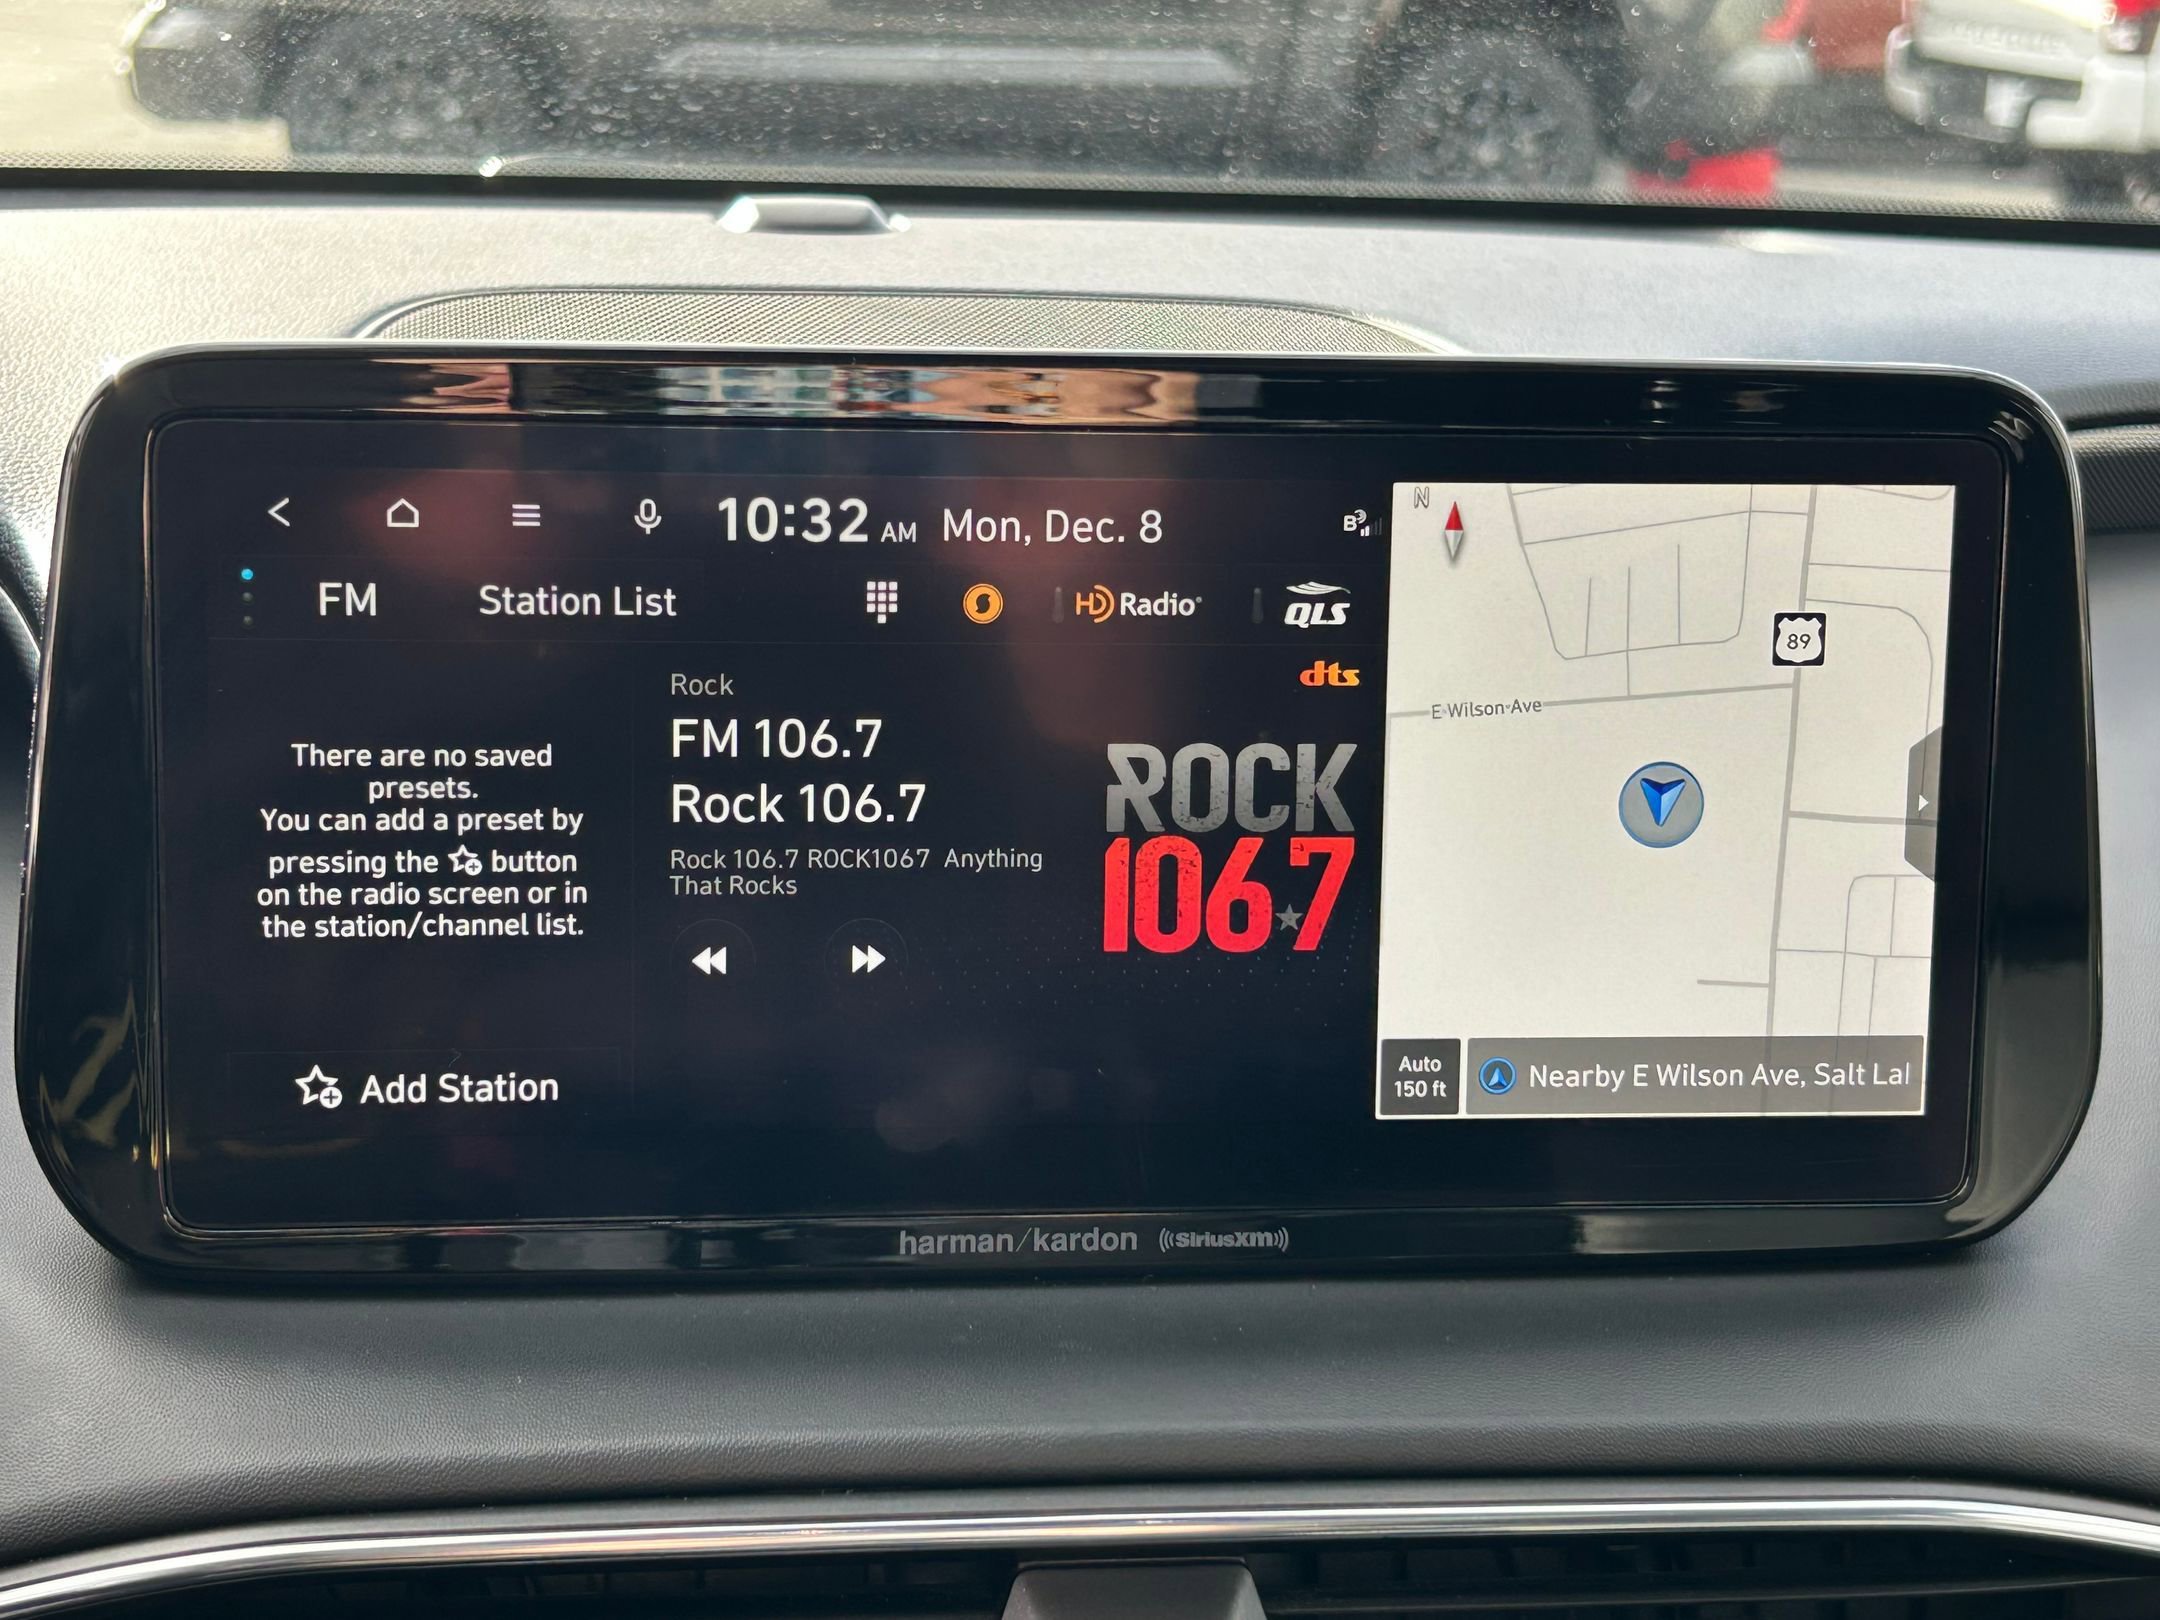 10:32 AM Mon, Dec. 8
FM Station List HD Radio® QLS
dts
There are no saved
presets.
You can add a preset by
pressing the button
on the radio screen or in
the station/channel list.
Add Station
Rock
FM 106.7
Rock 106.7
Rock 106.7 ROCK1067 Anything
That Rocks
ROCK
106.7
N
89
E Wilson Ave
Auto
150 ft
Nearby E Wilson Ave, Salt Lal
harman/kardon ((SiriusXM))